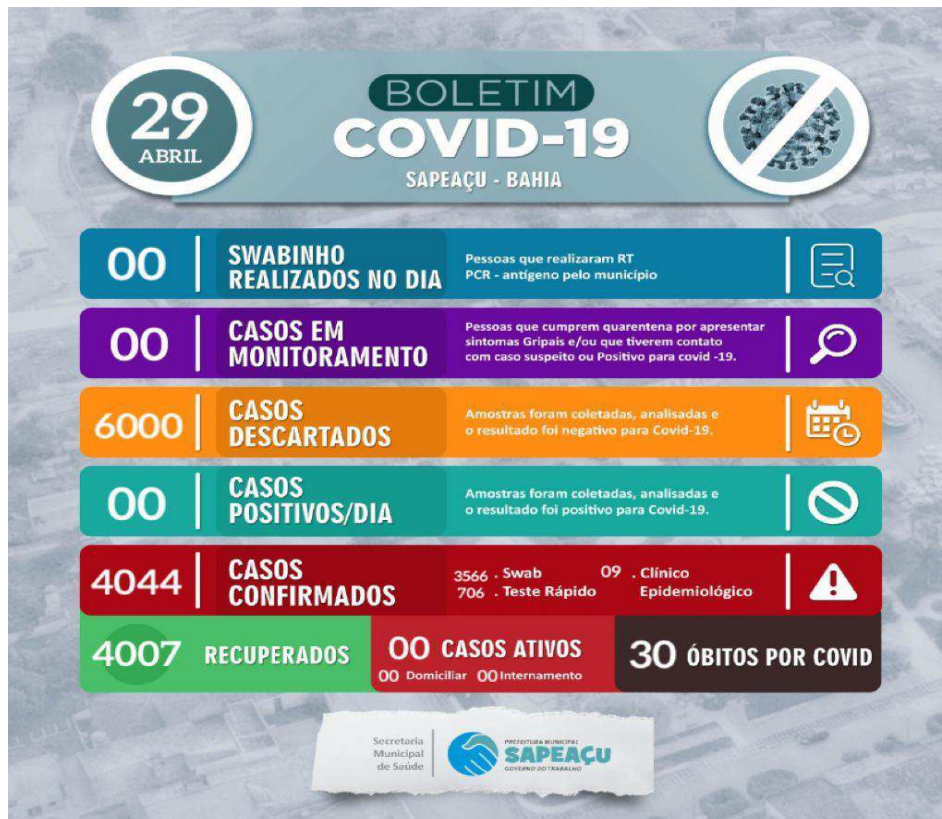 29
ABRIL
BOLETIM
COVID-19
SAPEAÇU - BAHIA
00
SWABINHO
REALIZADOS NO DIA
Pessoas que realizaram RT
PCR - antígeno pelo município
00
CASOS EM
MONITORAMENTO
Pessoas que cumprem quarentena por apresentar
sintomas Gripais e/ou que tiverem contato
com caso suspeito ou Positivo para covid -19.
6000
CASOS
DESCARTADOS
Amostras foram coletadas, analisadas e
o resultado foi negativo para Covid-19.
00
CASOS
POSITIVOS/DIA
Amostras foram coletadas, analisadas e
o resultado foi positivo para Covid-19.
4044
CASOS
CONFIRMADOS
3566 . Swab
706 . Teste Rápido
09 . Clínico
Epidemiológico
4007 RECUPERADOS
00 CASOS ATIVOS
00 Domiciliar 00 Internamento
30 ÓBITOS POR COVID
Secretaria
Municipal
de Saúde
PREFEITURA MUNICIPAL
SAPEAÇU
GOVERNO DO TRABALHO